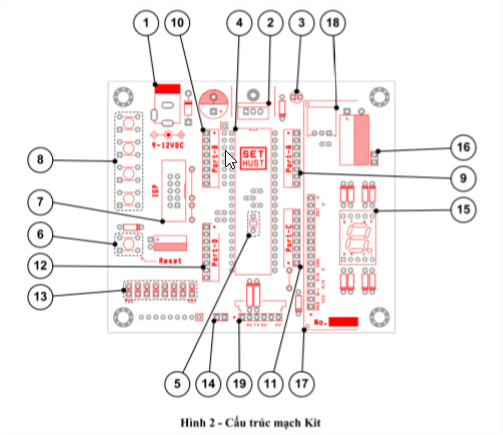 1 10 4 2 3 18
8 7 6 12 13
16 9 15
5 14 19 11 17
9-12VDC
Port-B
Port-A
SET
HUST
ISP
Port-D
Port-C
Reset
No.
Hình 2 - Cấu trúc mạch Kit